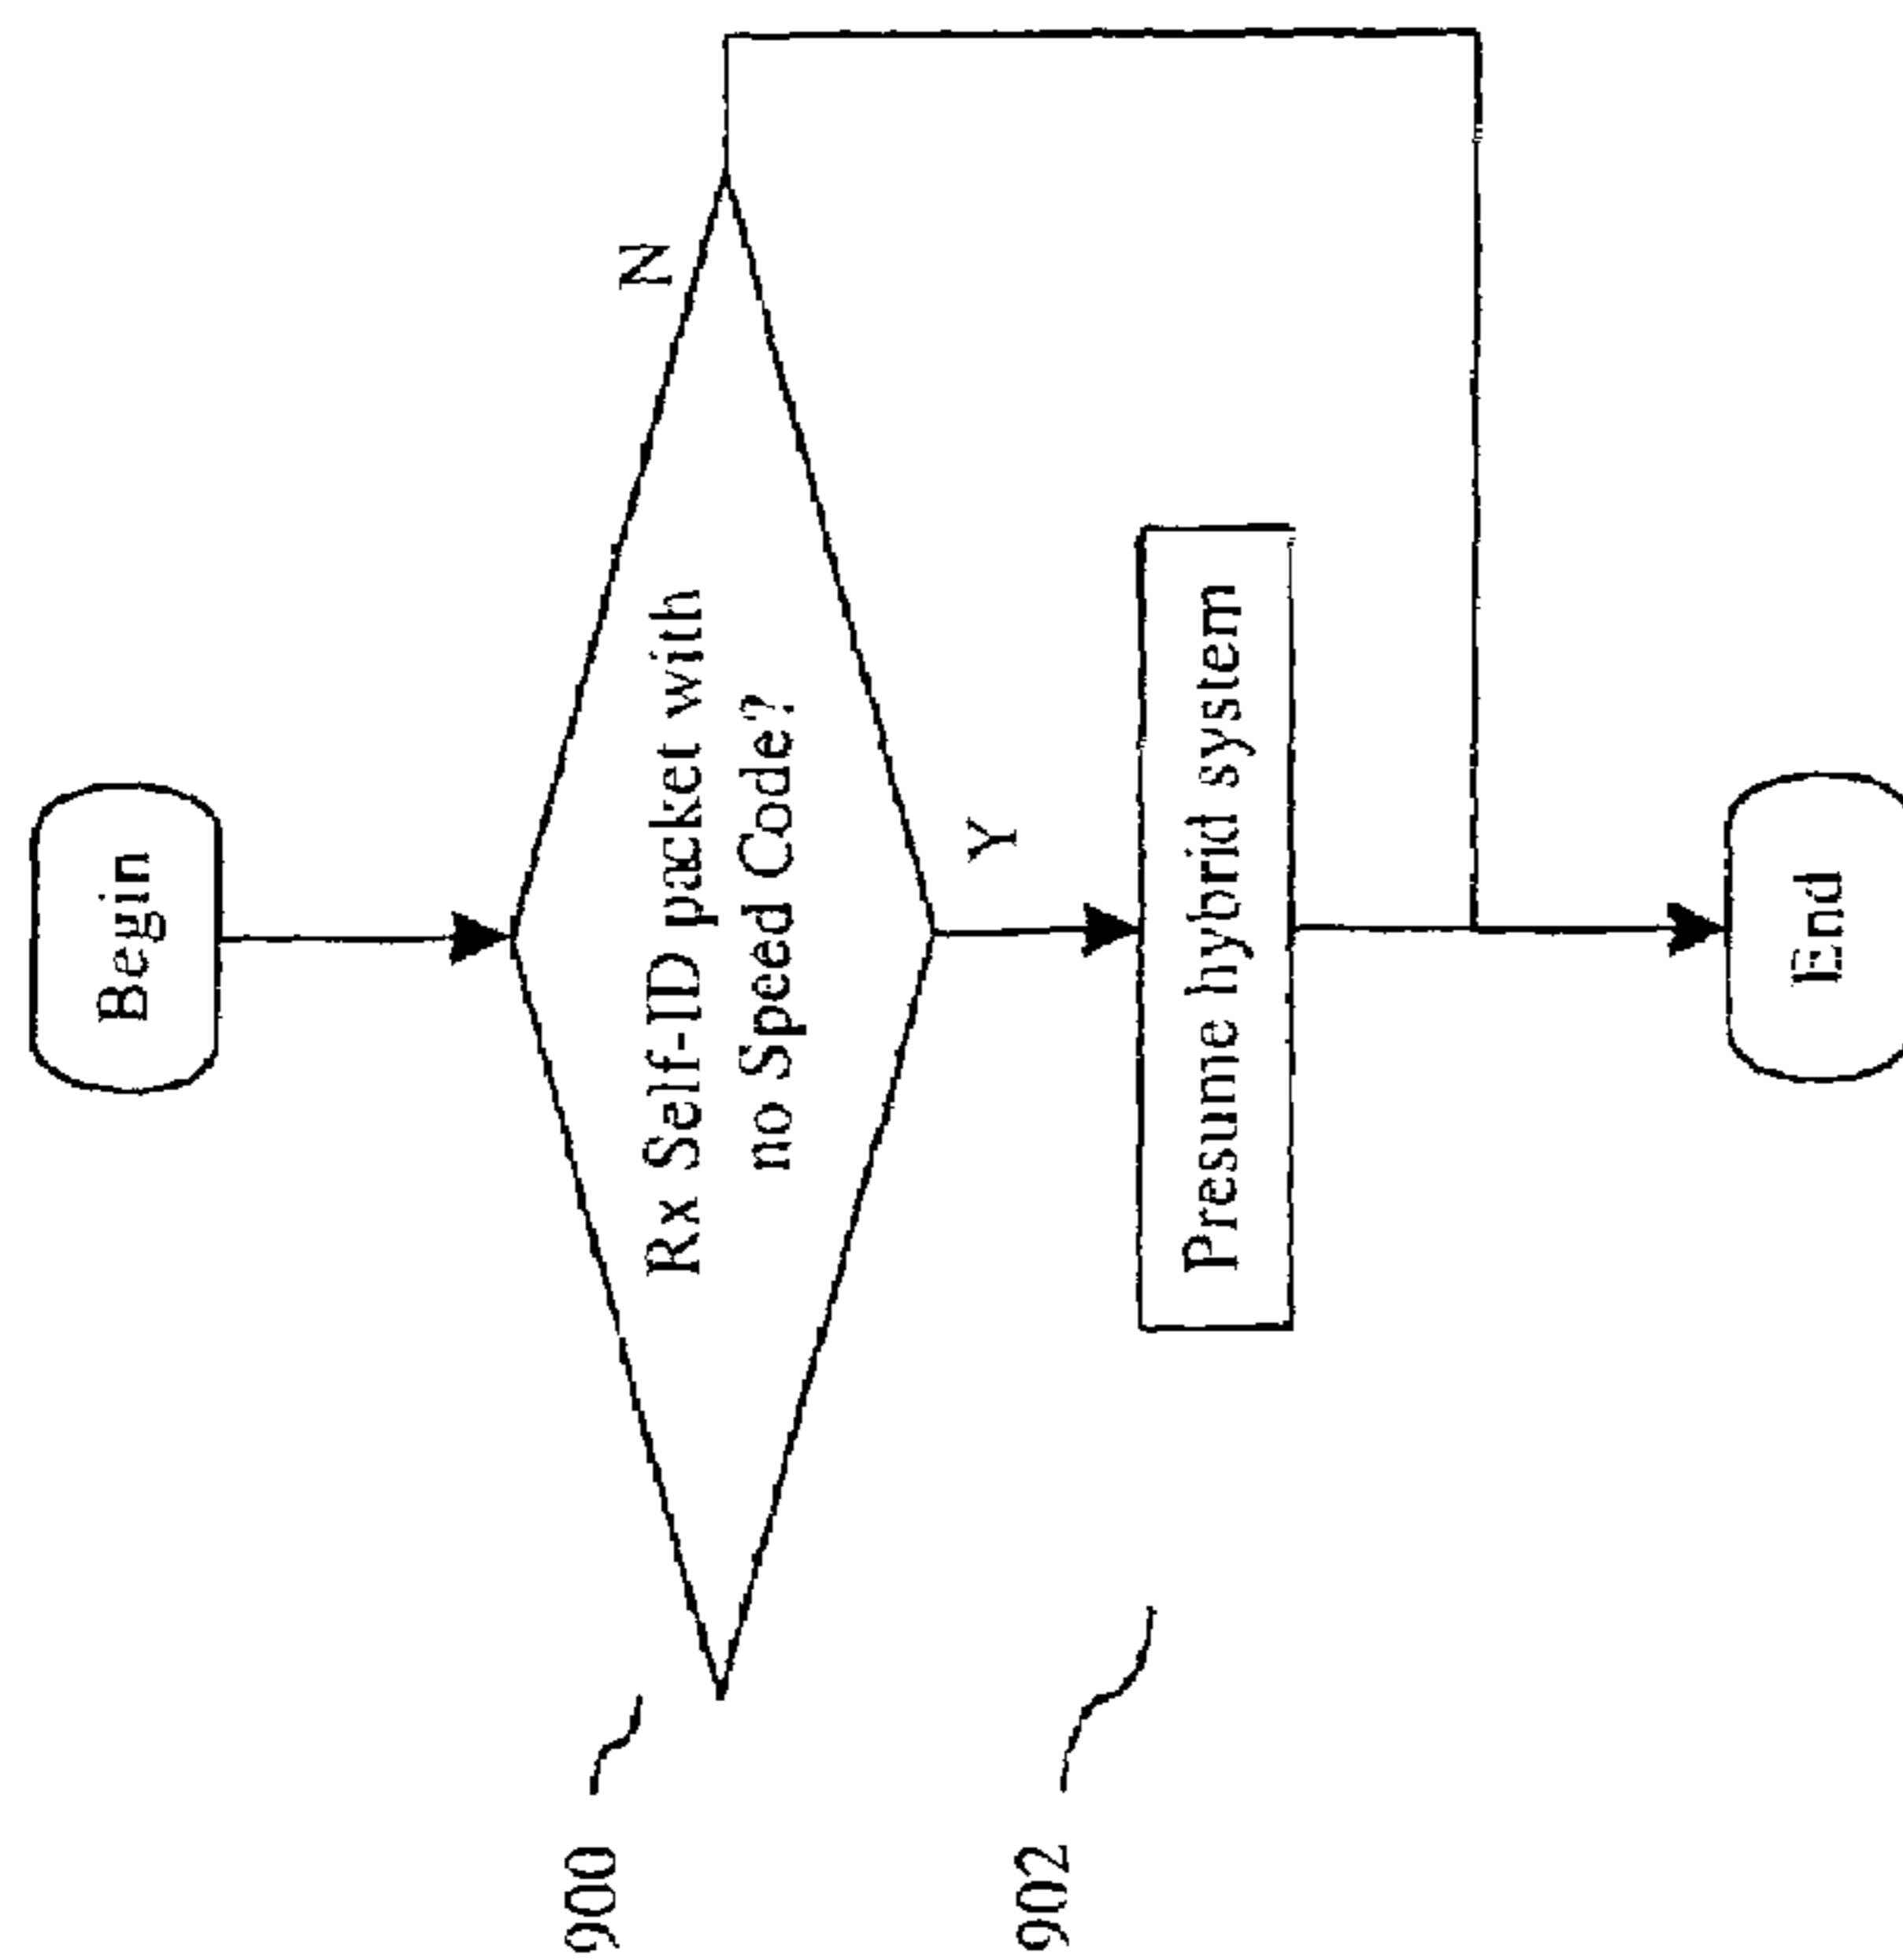 Begin
900
Rx Self-ID packet with
no Speed Code?
N
Y
902
Presume hybrid system
End